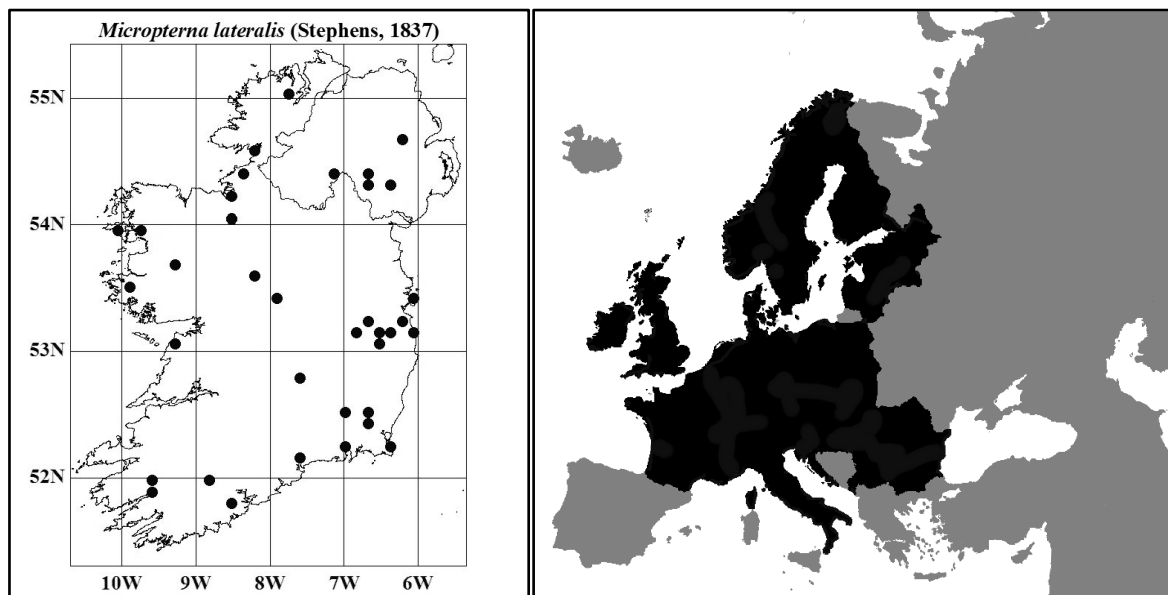 Micropterna lateralis (Stephens, 1837)
55N
54N
53N
52N
10W 9W 8W 7W 6W